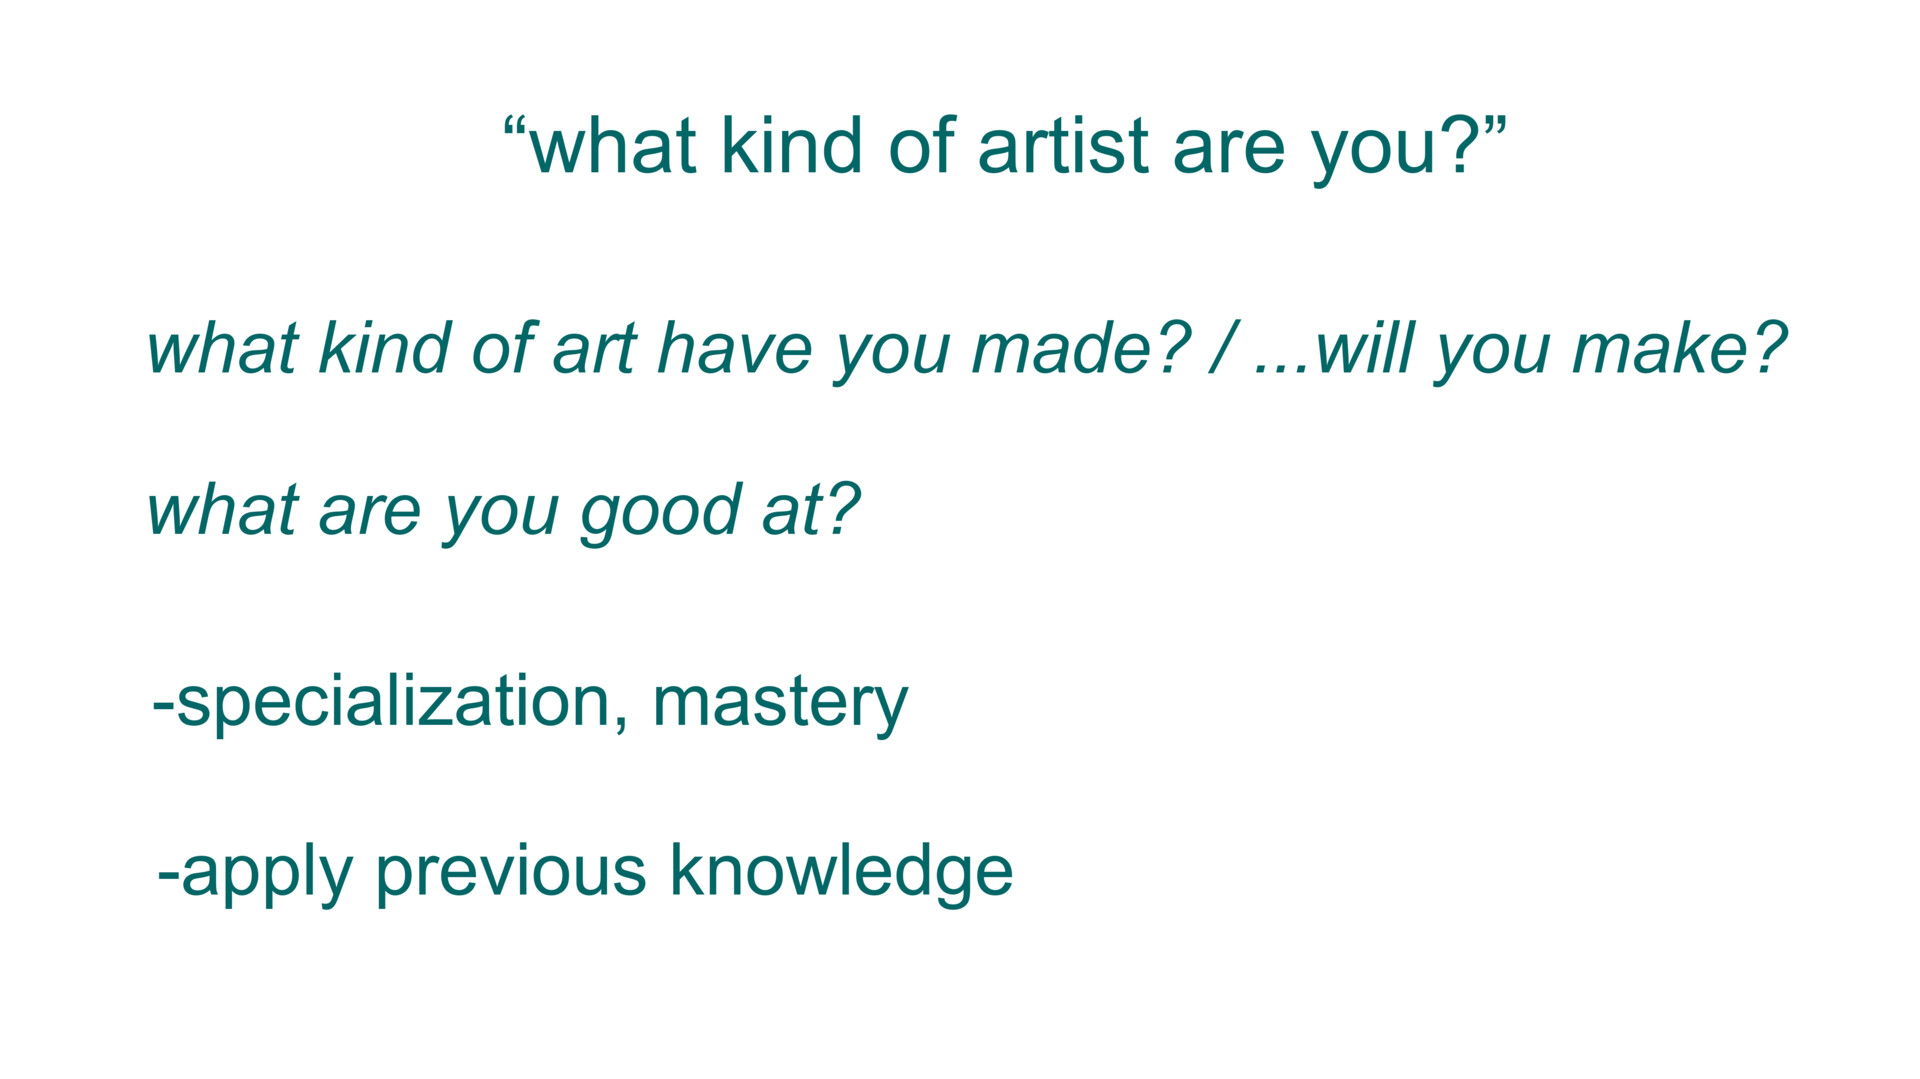 “what kind of artist are you?”
what kind of art have you made? / ...will you make?
what are you good at?
-specialization, mastery
-apply previous knowledge